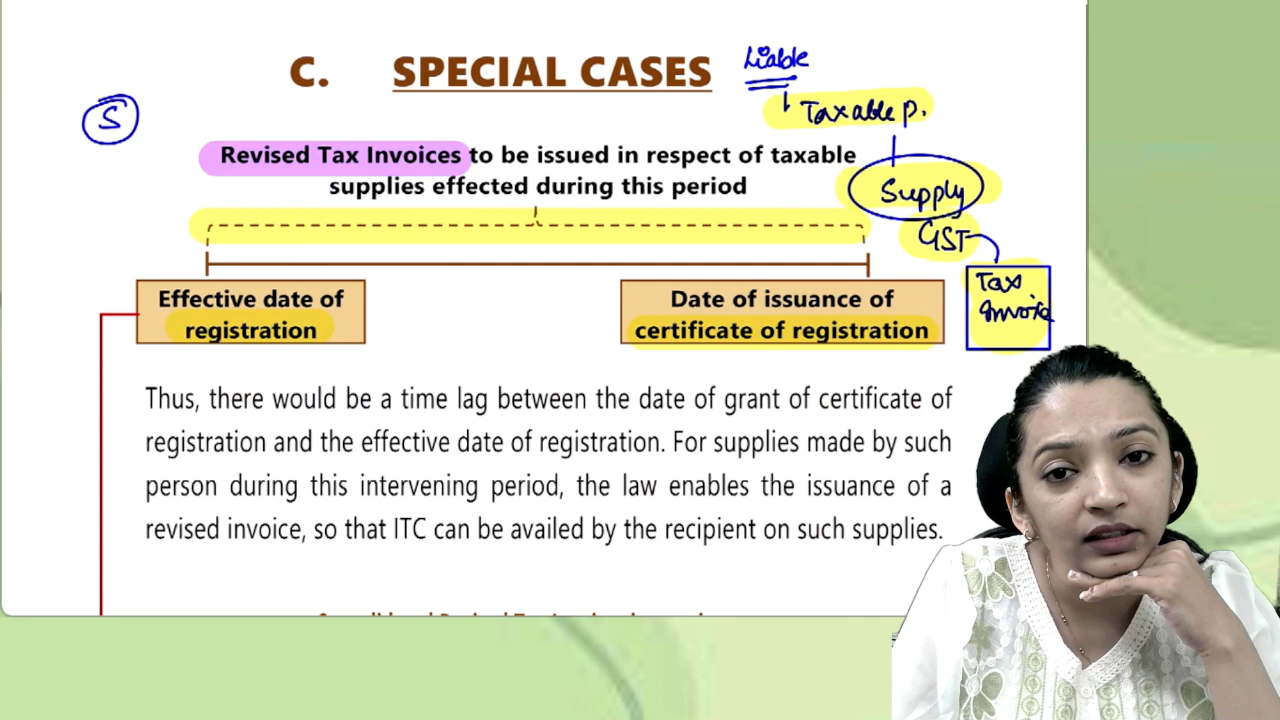 C. SPECIAL CASES
Liable
Taxable p.
S
Revised Tax Invoices to be issued in respect of taxable
supplies effected during this period
Supply
GST
Tax
Invoice
Effective date of
registration
Date of issuance of
certificate of registration
Thus, there would be a time lag between the date of grant of certificate of
registration and the effective date of registration. For supplies made by such
person during this intervening period, the law enables the issuance of a
revised invoice, so that ITC can be availed by the recipient on such supplies.